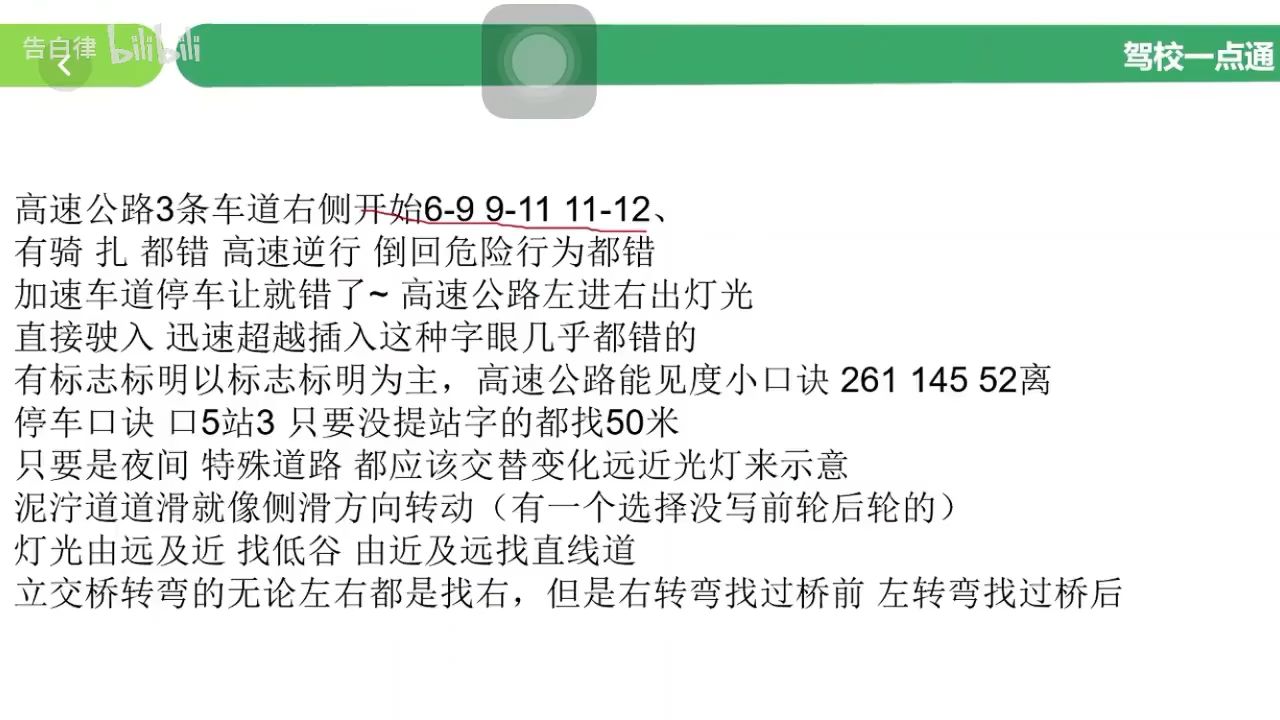 告白律 bilibili
驾校一点通
高速公路3条车道右侧开始6-9 9-11 11-12、
有骑 扎 都错 高速逆行 倒回危险行为都错
加速车道停车让就错了~ 高速公路左进右出灯光
直接驶入 迅速超越插入这种字眼几乎都错的
有标志标明以标志标明为主，高速公路能见度小口诀 261 145 52离
停车口诀 口5站3 只要没提站字的都找50米
只要是夜间 特殊道路 都应该交替变化远近光灯来示意
泥泞道道滑就像侧滑方向转动（有一个选择没写前轮后轮的）
灯光由远及近 找低谷 由近及远找直线道
立交桥转弯的无论左右都是找右，但是右转弯找过桥前 左转弯找过桥后